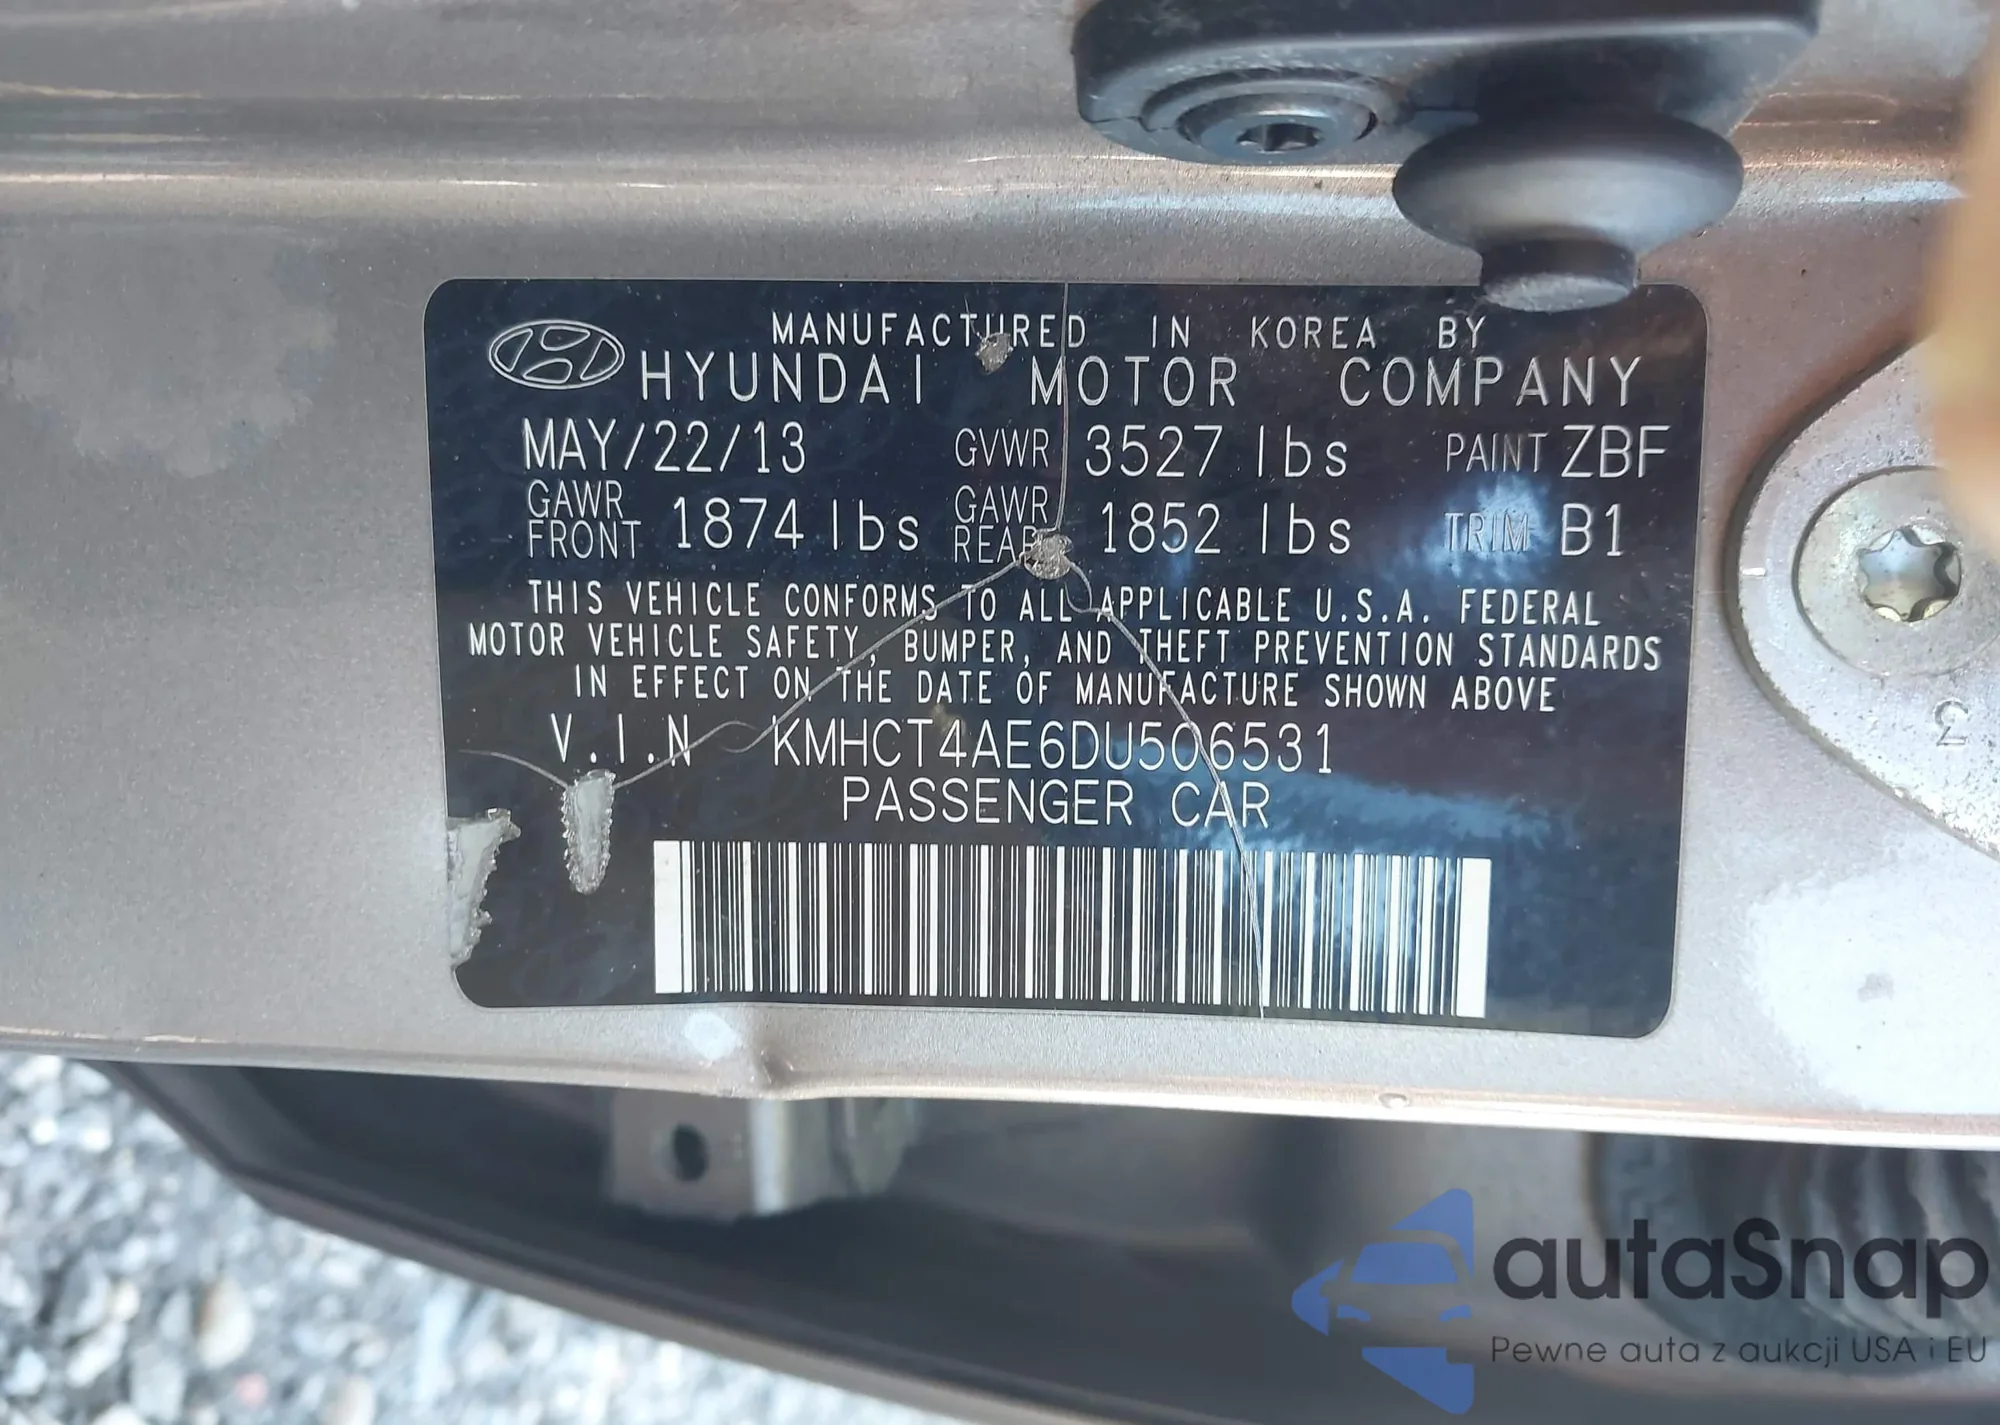 MANUFACTURED IN KOREA BY
HYUNDAI MOTOR COMPANY
MAY/22/13 GVWR 3527 lbs PAINT ZBF
GAWR FRONT 1874 lbs GAWR REAR 1852 lbs TRIM B1
THIS VEHICLE CONFORMS TO ALL APPLICABLE U.S.A. FEDERAL
MOTOR VEHICLE SAFETY, BUMPER, AND THEFT PREVENTION STANDARDS
IN EFFECT ON THE DATE OF MANUFACTURE SHOWN ABOVE
V.I.N KMHCT4AE6DU506531
PASSENGER CAR
3
autaSnap
Pewne auta z aukcji USA i EU